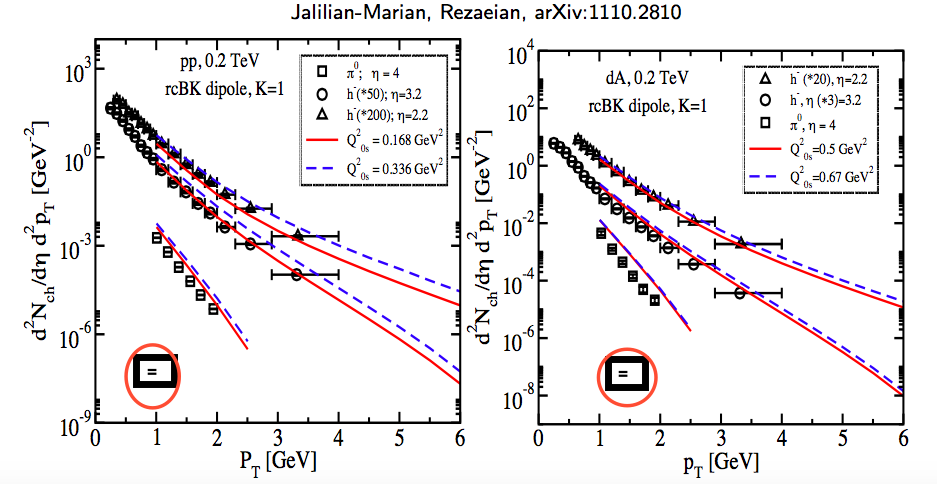 Jalilian-Marian, Rezaeian, arXiv:1110.2810
pp, 0.2 TeV
rcBK dipole, K=1
π⁰; η = 4
h⁻(*50); η=3.2
h⁻(*200); η=2.2
Q²₀ₛ = 0.168 GeV²
Q²₀ₛ = 0.336 GeV²
d²N_ch/dη d²p_T [GeV⁻²]
10³
10⁰
10⁻³
10⁻⁶
10⁻⁹
=
0 1 2 3 4 5 6
P_T [GeV]
dA, 0.2 TeV
rcBK dipole, K=1
h⁻(*20), η=2.2
h⁻, η (*3)=3.2
π⁰, η = 4
Q²₀ₛ=0.5 GeV²
Q²₀ₛ=0.67 GeV²
d²N_ch/dη d²p_T [GeV⁻²]
10⁴
10²
10⁰
10⁻²
10⁻⁴
10⁻⁶
10⁻⁸
=
0 1 2 3 4 5 6
p_T [GeV]